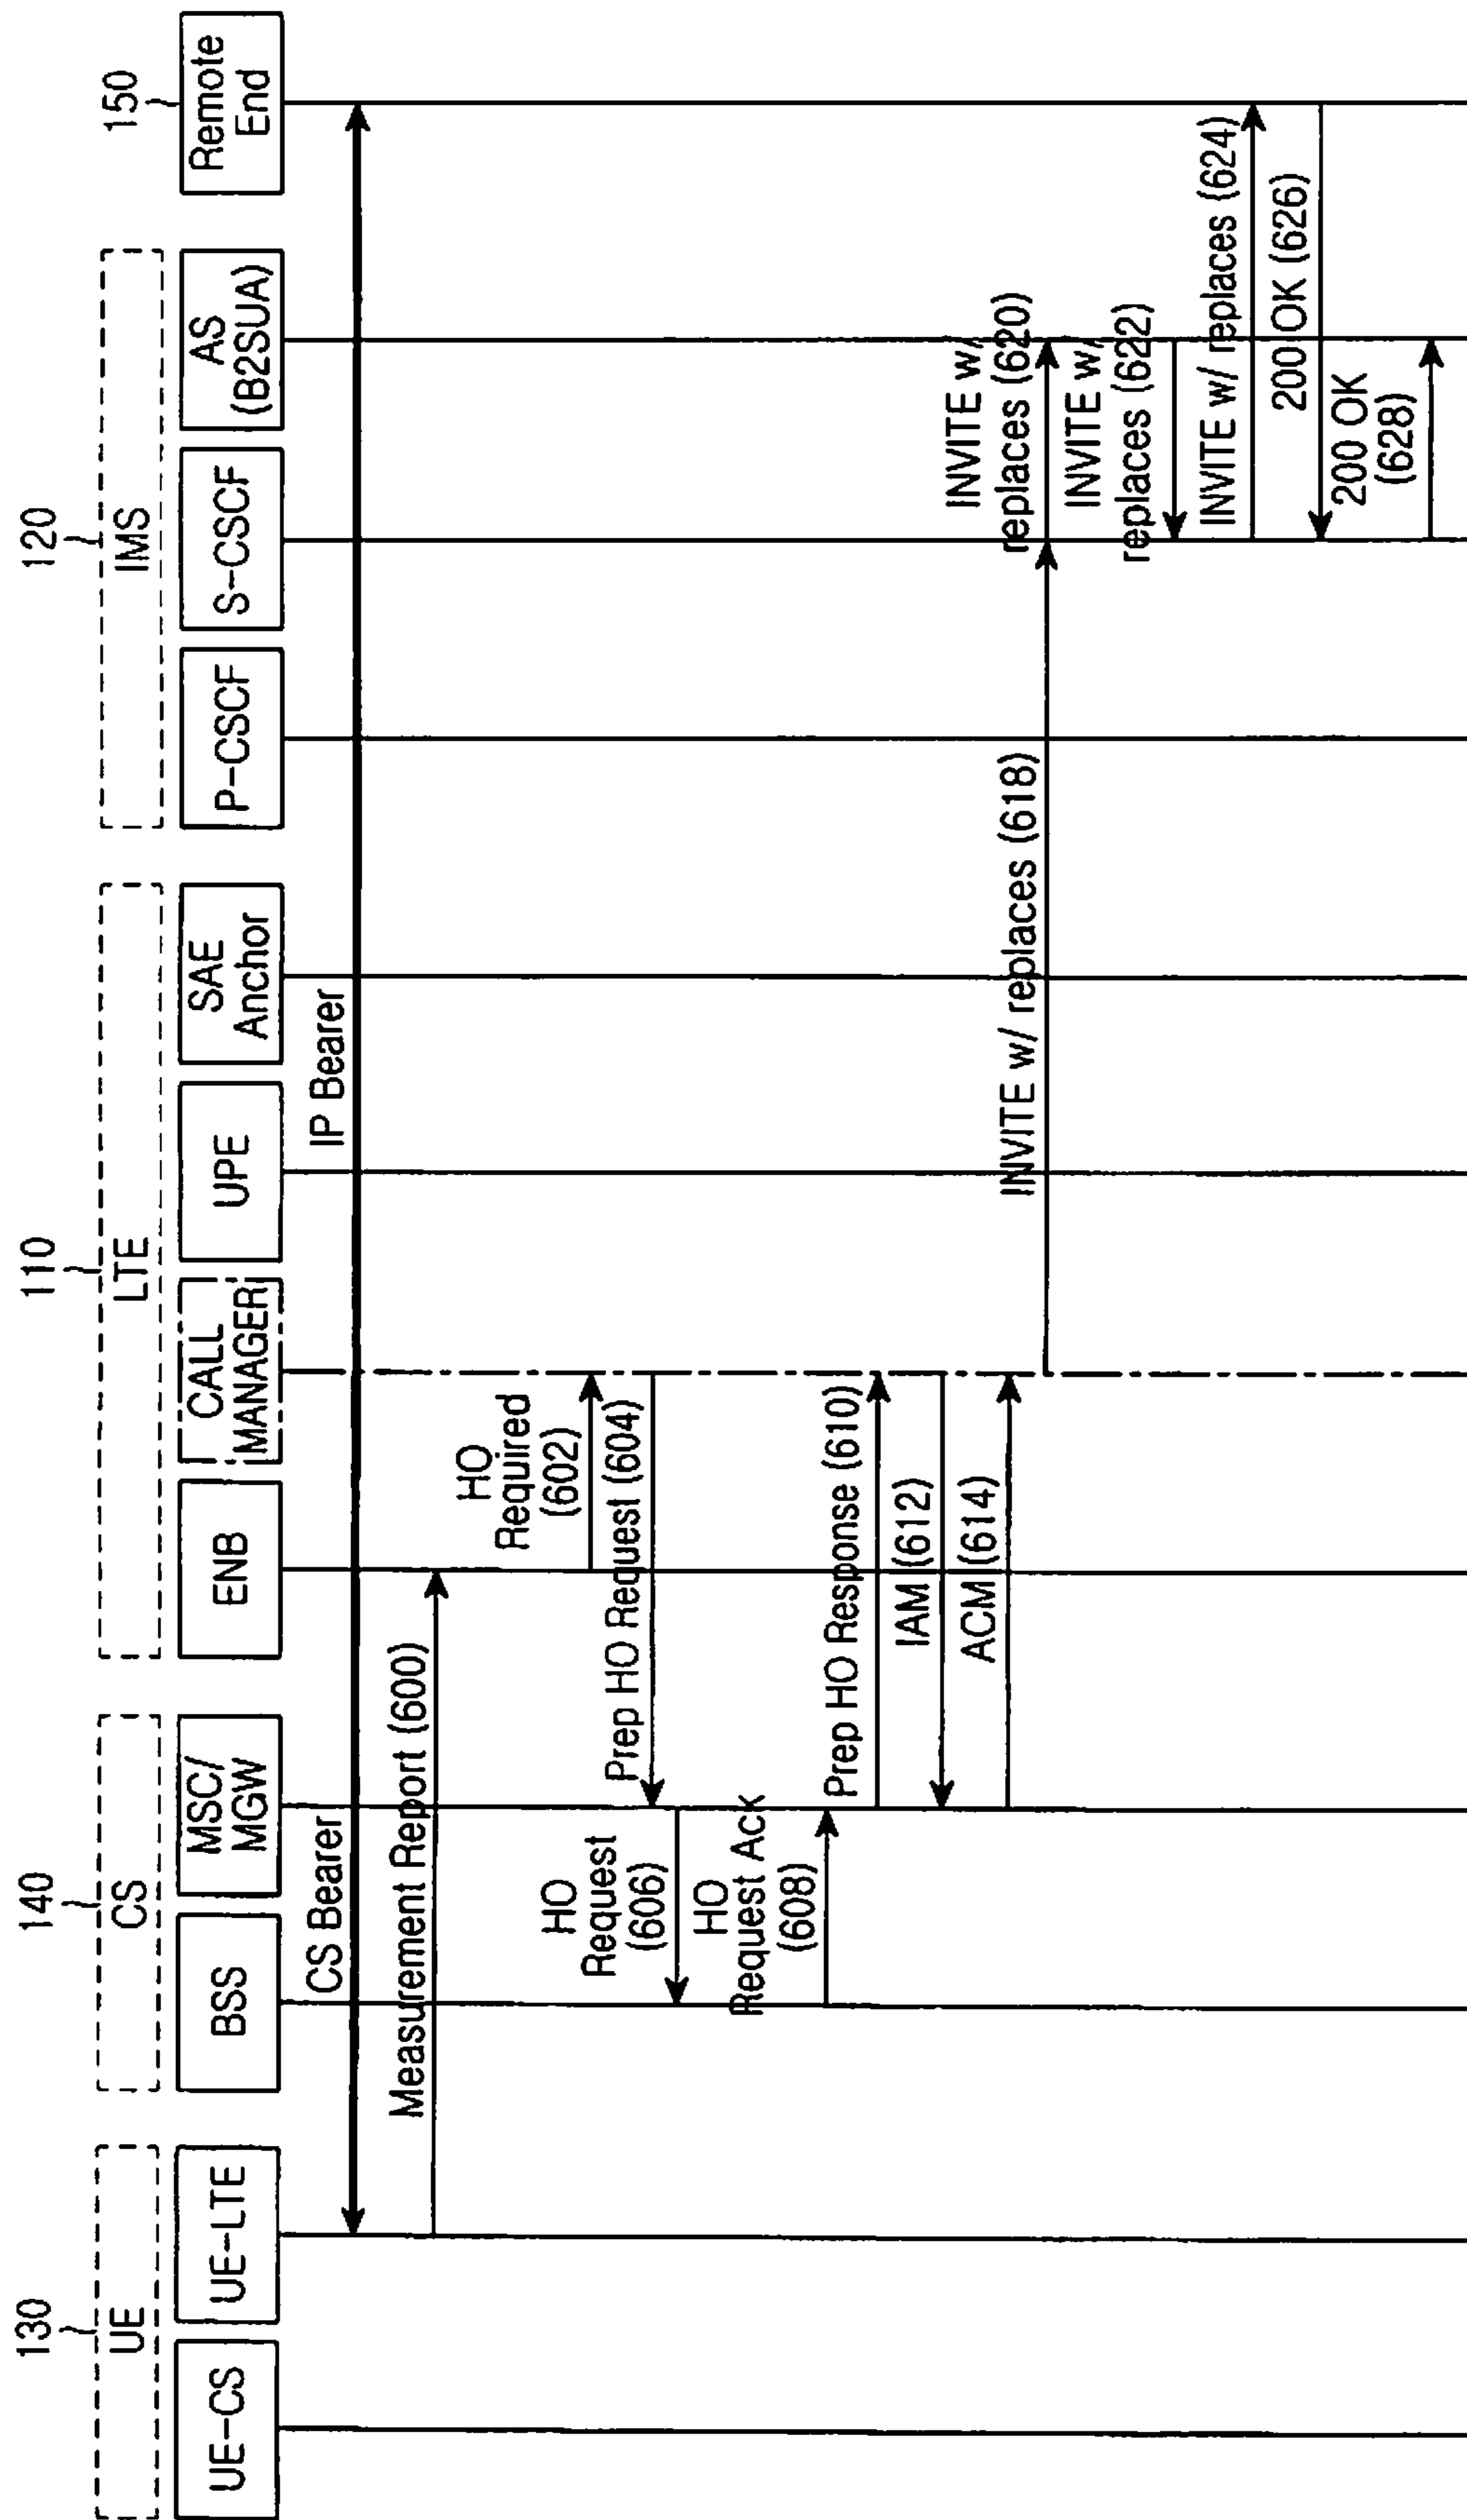 130
UE
140
CS
110
LTE
120
IMS
150
UE-CS
UE-LTE
BSS
MSC/
MGW
ENB
CALL
MANAGER
UPE
SAE
Anchor
P-CSCF
S-CSCF
AS
(B2SUA)
Remote
End
CS Bearer
IP Bearer
Measurement Report (600)
HO
Required
(602)
Prep HO Request (604)
HO
Request
(606)
HO
Request Ack
(608)
Prep HO Response (610)
IAM (612)
ACM (614)
INVITE w/ replaces (618)
INVITE w/
replaces (620)
INVITE w/
replaces (622)
INVITE w/ replaces (624)
200 OK (626)
200 OK
(628)